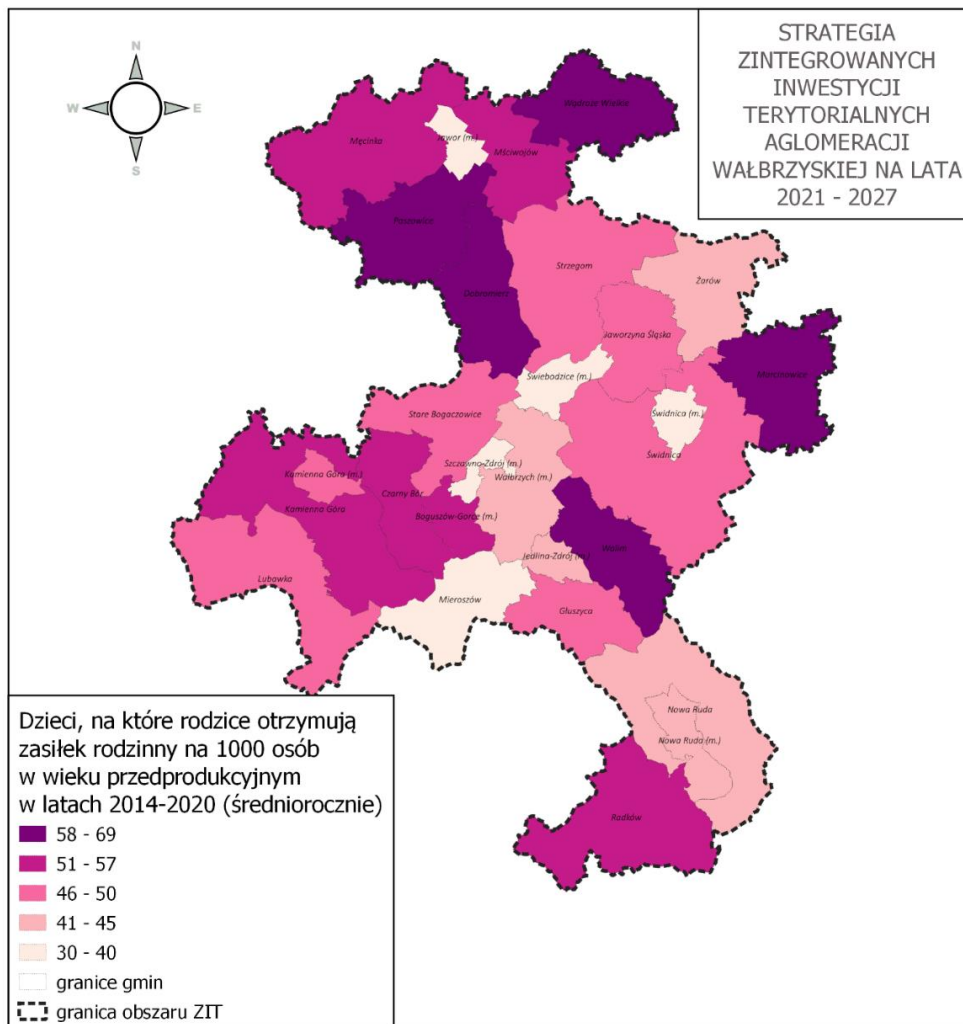 STRATEGIA
ZINTEGROWANYCH
INWESTYCJI
TERYTORIALNYCH
AGLOMERACJI
WAŁBRZYSKIEJ NA LATA
2021 - 2027
N
W
E
S
Wądroże Wielkie
Męcinka
Jawor (m.)
Mściwojów
Paszowice
Dobromierz
Strzegom
Żarów
Jaworzyna Śląska
Marcinowice
Świebodzice (m.)
Stare Bogaczowice
Świdnica (m.)
Świdnica
Szczawno-Zdrój (m.)
Wałbrzych (m.)
Kamienna Góra (m.)
Czarny Bór
Kamienna Góra
Boguszów-Gorce (m.)
Walim
Jedlina-Zdrój (m.)
Lubawka
Mieroszów
Głuszyca
Nowa Ruda
Nowa Ruda (m.)
Radków
Dzieci, na które rodzice otrzymują
zasiłek rodzinny na 1000 osób
w wieku przedprodukcyjnym
w latach 2014-2020 (średniorocznie)
58 - 69
51 - 57
46 - 50
41 - 45
30 - 40
granice gmin
granica obszaru ZIT